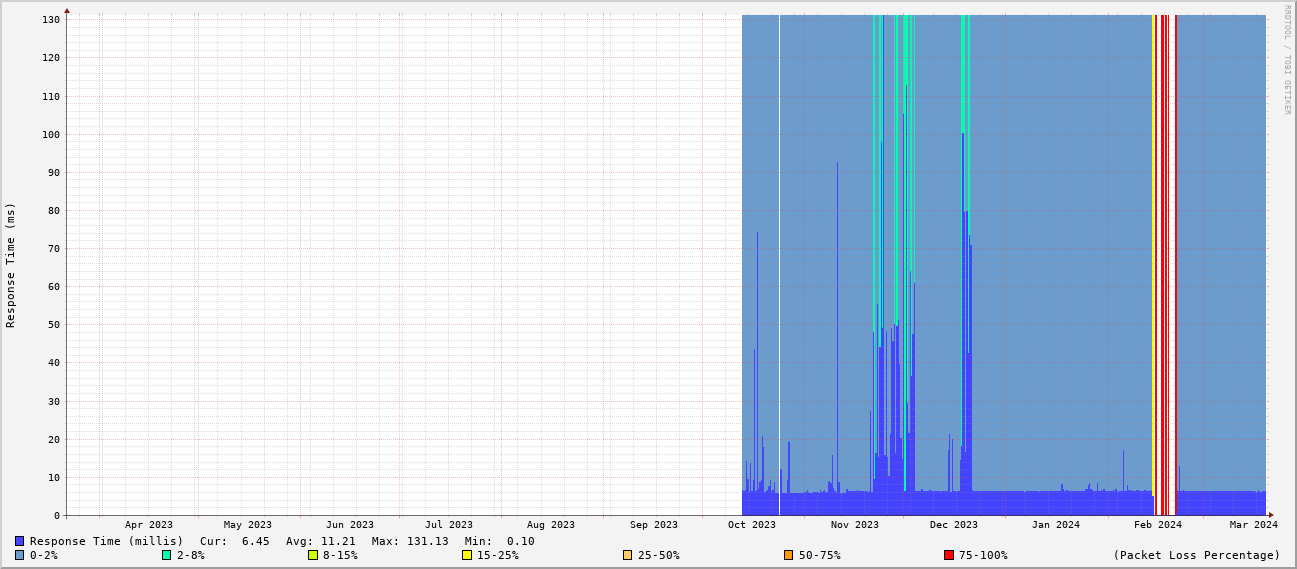 RRDTOOL / TOBI OETIKER
Response Time (ms)
130
120
110
100
90
80
70
60
50
40
30
20
10
0
Apr 2023 May 2023 Jun 2023 Jul 2023 Aug 2023 Sep 2023 Oct 2023 Nov 2023 Dec 2023 Jan 2024 Feb 2024 Mar 2024
Response Time (millis) Cur: 6.45 Avg: 11.21 Max: 131.13 Min: 0.10
0-2% 2-8% 8-15% 15-25% 25-50% 50-75% 75-100% (Packet Loss Percentage)